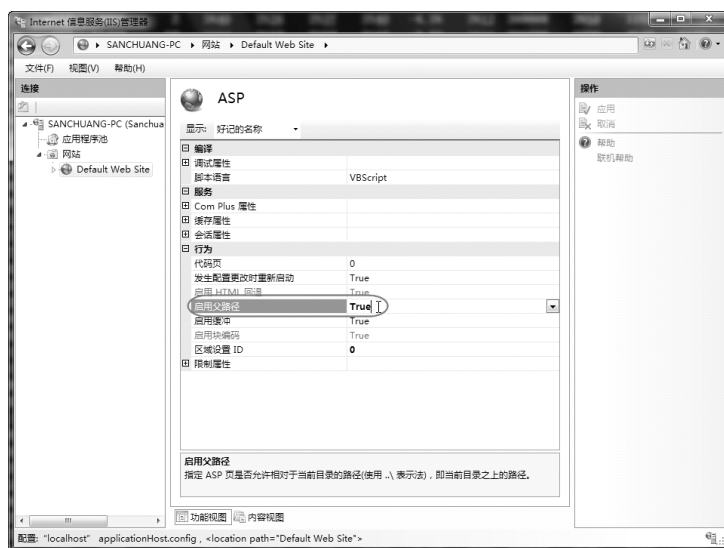 Internet 信息服务(IIS)管理器
SANCHUANG-PC ▸ 网站 ▸ Default Web Site ▸
文件(F) 视图(V) 帮助(H)
连接
SANCHUANG-PC (Sanchua
应用程序池
网站
Default Web Site
ASP
显示: 好记的名称
编译
调试属性
脚本语言 VBScript
服务
Com Plus 属性
缓存属性
会话属性
行为
代码页 0
发生配置更改时重新启动 True
启用 HTML 回退 True
启用父路径 True
启用缓冲 True
启用块编码 True
区域设置 ID 0
限制属性
启用父路径
指定 ASP 页是否允许相对于当前目录的路径(使用 ..\ 表示法)，即当前目录之上的路径。
功能视图 内容视图
操作
应用
取消
帮助
联机帮助
配置: "localhost" applicationHost.config , <location path="Default Web Site">